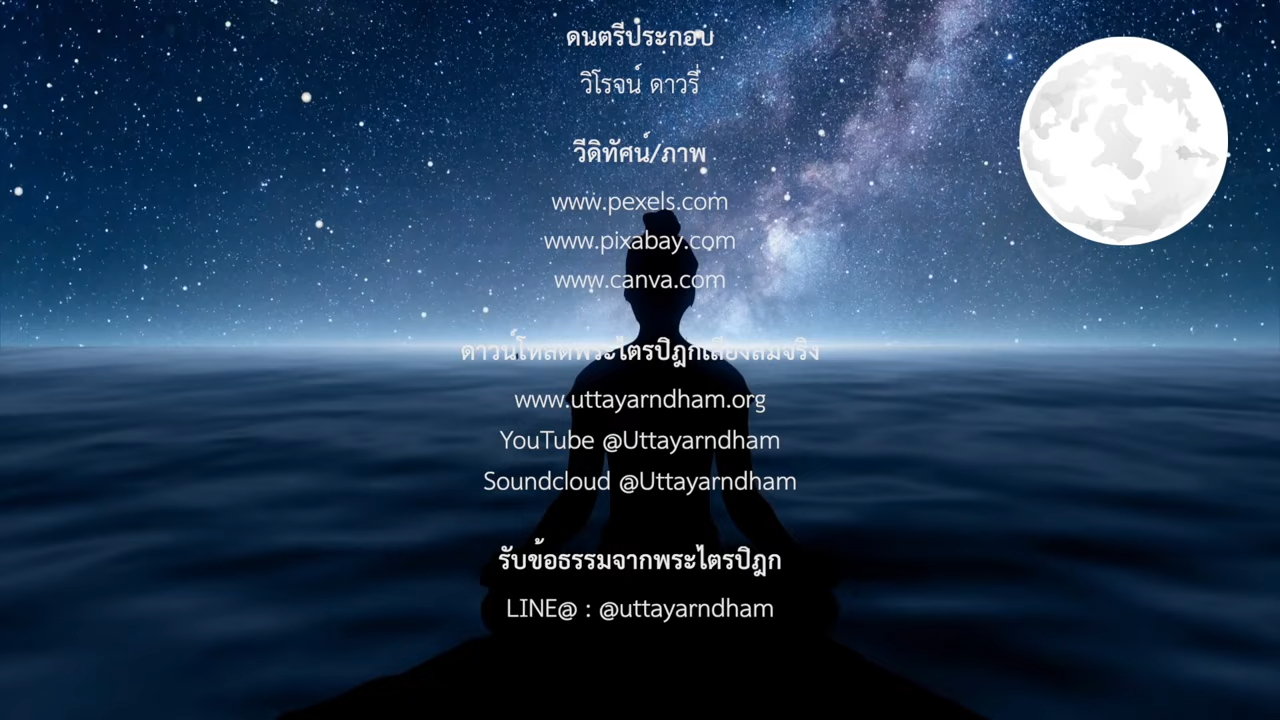 ดนตรีประกอบ
วิโรจน์ ดาวรี่
วีดิทัศน์/ภาพ
www.pexels.com
www.pixabay.com
www.canva.com
ดาวน์โหลดพระไตรปิฎกเสียงสมจริง
www.uttayarndham.org
YouTube @Uttayarndham
Soundcloud @Uttayarndham
รับข้อธรรมจากพระไตรปิฎก
LINE@ : @uttayarndham